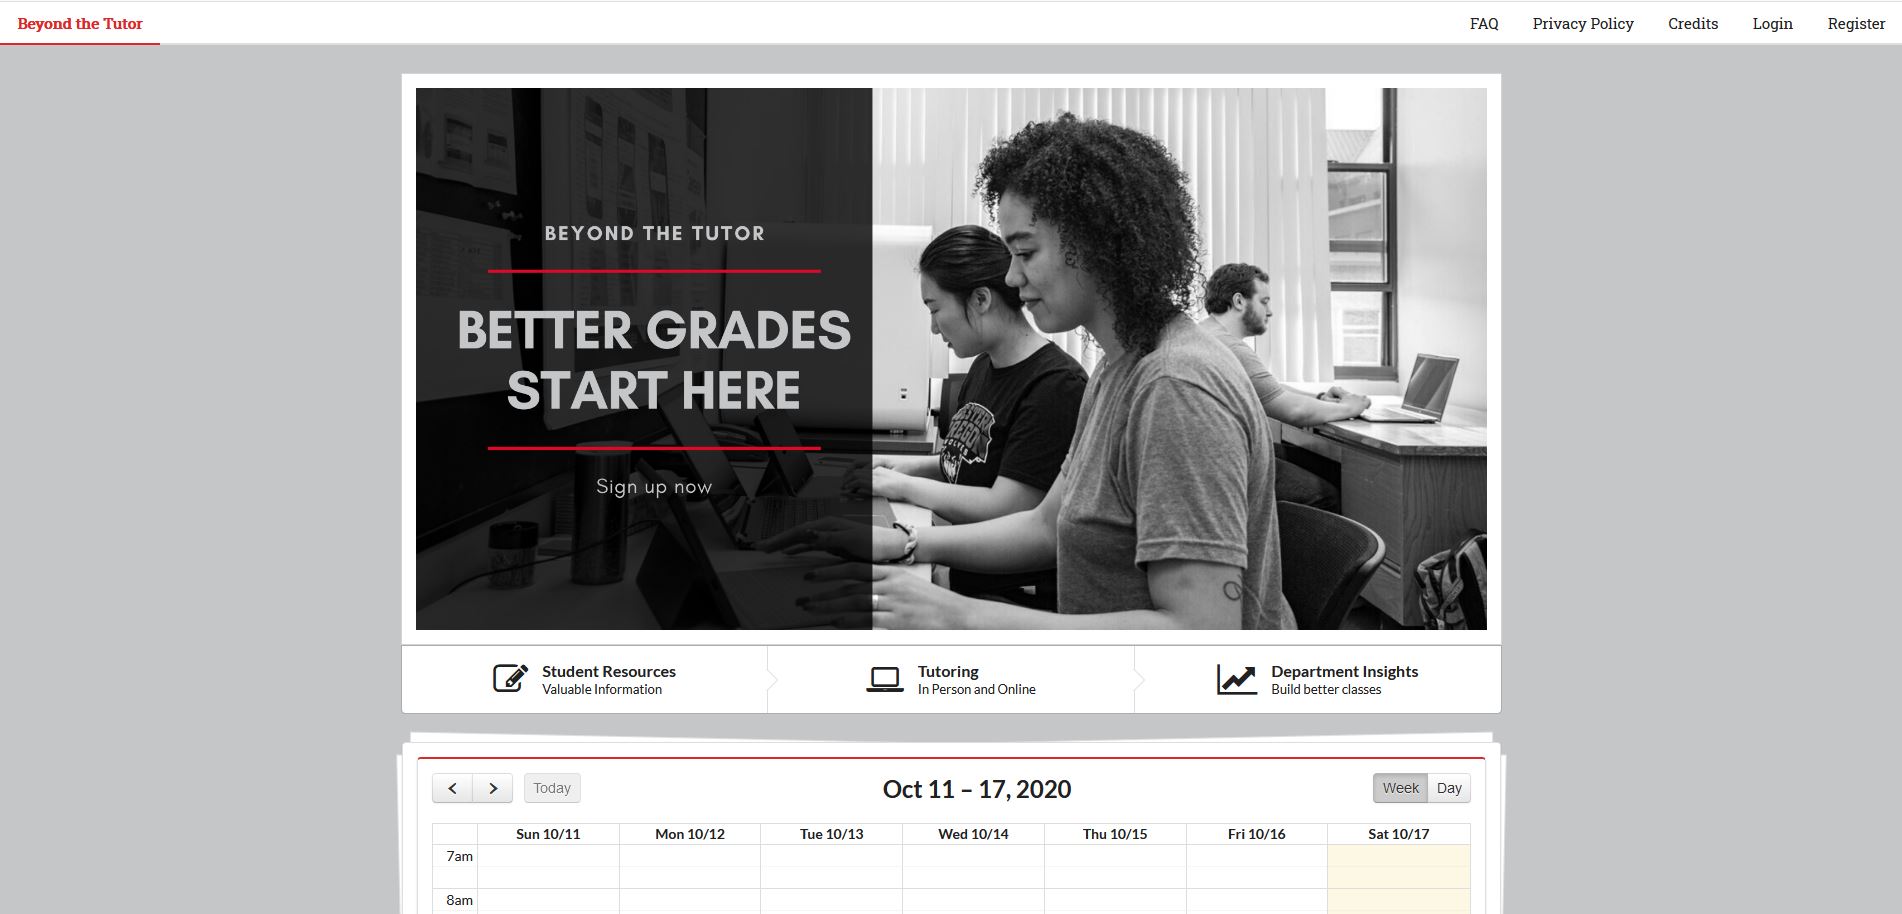 Beyond the Tutor
FAQ Privacy Policy Credits Login Register
BEYOND THE TUTOR
BETTER GRADES
START HERE
Sign up now
Student Resources
Valuable Information
Tutoring
In Person and Online
Department Insights
Build better classes
Today
Oct 11 – 17, 2020
Week Day
Sun 10/11 Mon 10/12 Tue 10/13 Wed 10/14 Thu 10/15 Fri 10/16 Sat 10/17
7am
8am